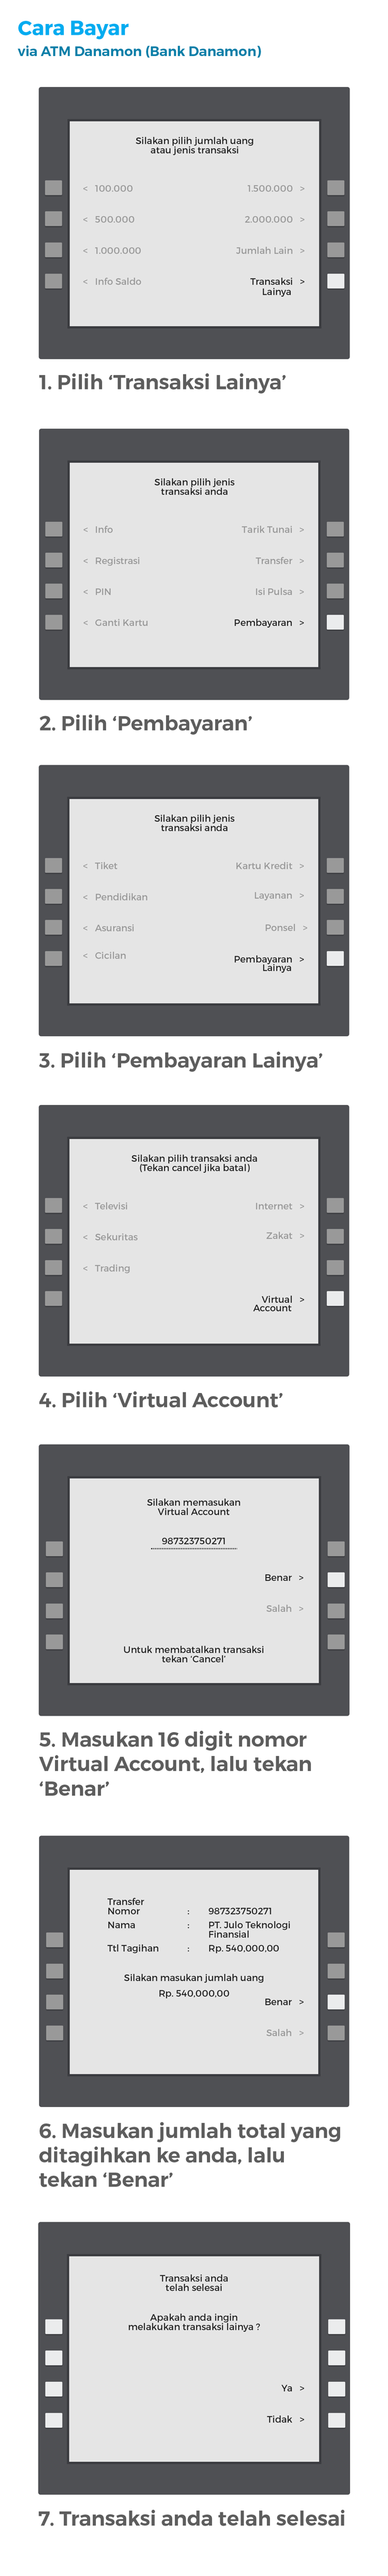 Cara Bayar
via ATM Danamon (Bank Danamon)
Silakan pilih jumlah uang
atau jenis transaksi
< 100.000 1.500.000 >
< 500.000 2.000.000 >
< 1.000.000 Jumlah Lain >
< Info Saldo Transaksi >
Lainya
1. Pilih ‘Transaksi Lainya’
Silakan pilih jenis
transaksi anda
< Info Tarik Tunai >
< Registrasi Transfer >
< PIN Isi Pulsa >
< Ganti Kartu Pembayaran >
2. Pilih ‘Pembayaran’
Silakan pilih jenis
transaksi anda
< Tiket Kartu Kredit >
< Pendidikan Layanan >
< Asuransi Ponsel >
< Cicilan Pembayaran >
Lainya
3. Pilih ‘Pembayaran Lainya’
Silakan pilih transaksi anda
(Tekan cancel jika batal)
< Televisi Internet >
< Sekuritas Zakat >
< Trading
Virtual >
Account
4. Pilih ‘Virtual Account’
Silakan memasukan
Virtual Account
987323750271
Benar >
Salah >
Untuk membatalkan transaksi
tekan ‘Cancel’
5. Masukan 16 digit nomor
Virtual Account, lalu tekan
‘Benar’
Transfer
Nomor : 987323750271
Nama : PT. Julo Teknologi
Finansial
Ttl Tagihan : Rp. 540,000,00
Silakan masukan jumlah uang
Rp. 540,000,00
Benar >
Salah >
6. Masukan jumlah total yang
ditagihkan ke anda, lalu
tekan ‘Benar’
Transaksi anda
telah selesai
Apakah anda ingin
melakukan transaksi lainya ?
Ya >
Tidak >
7. Transaksi anda telah selesai